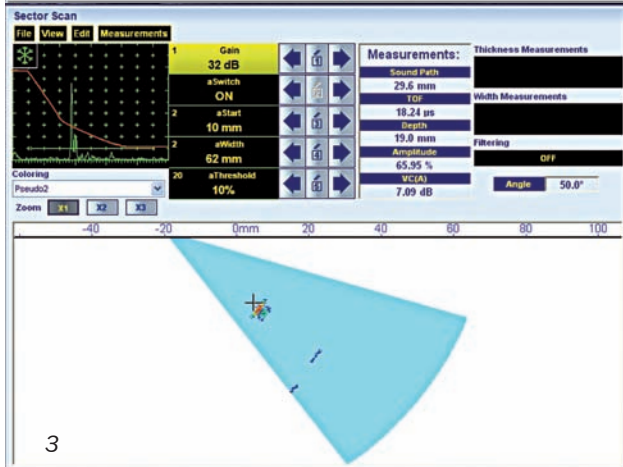 Sector Scan
File View Edit Measurements
1 Gain
32 dB
aSwitch
ON
2 aStart
10 mm
2 aWidth
62 mm
20 aThreshold
10%
Measurements:
Sound Path
29.6 mm
TOF
18.24 µs
Depth
19.0 mm
Amplitude
65.95 %
VC(A)
7.09 dB
Thickness Measurements
Width Measurements
Filtering
OFF
Angle 50.0°
Coloring
Pseudo2
Zoom X1 X2 X3
-40 -20 0mm 20 40 60 80 100
3